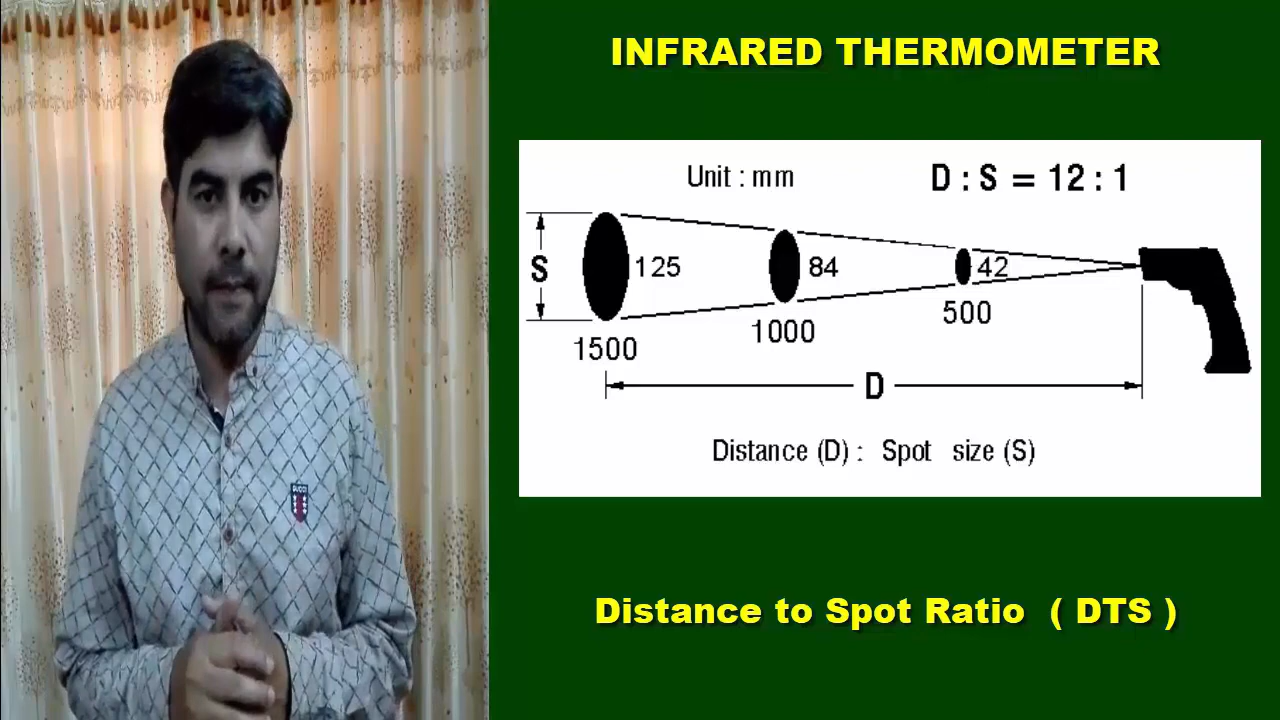 INFRARED THERMOMETER
Unit : mm
D : S = 12 : 1
S
125
84
42
1500
1000
500
D
Distance (D) : Spot size (S)
GUCCI
Distance to Spot Ratio ( DTS )